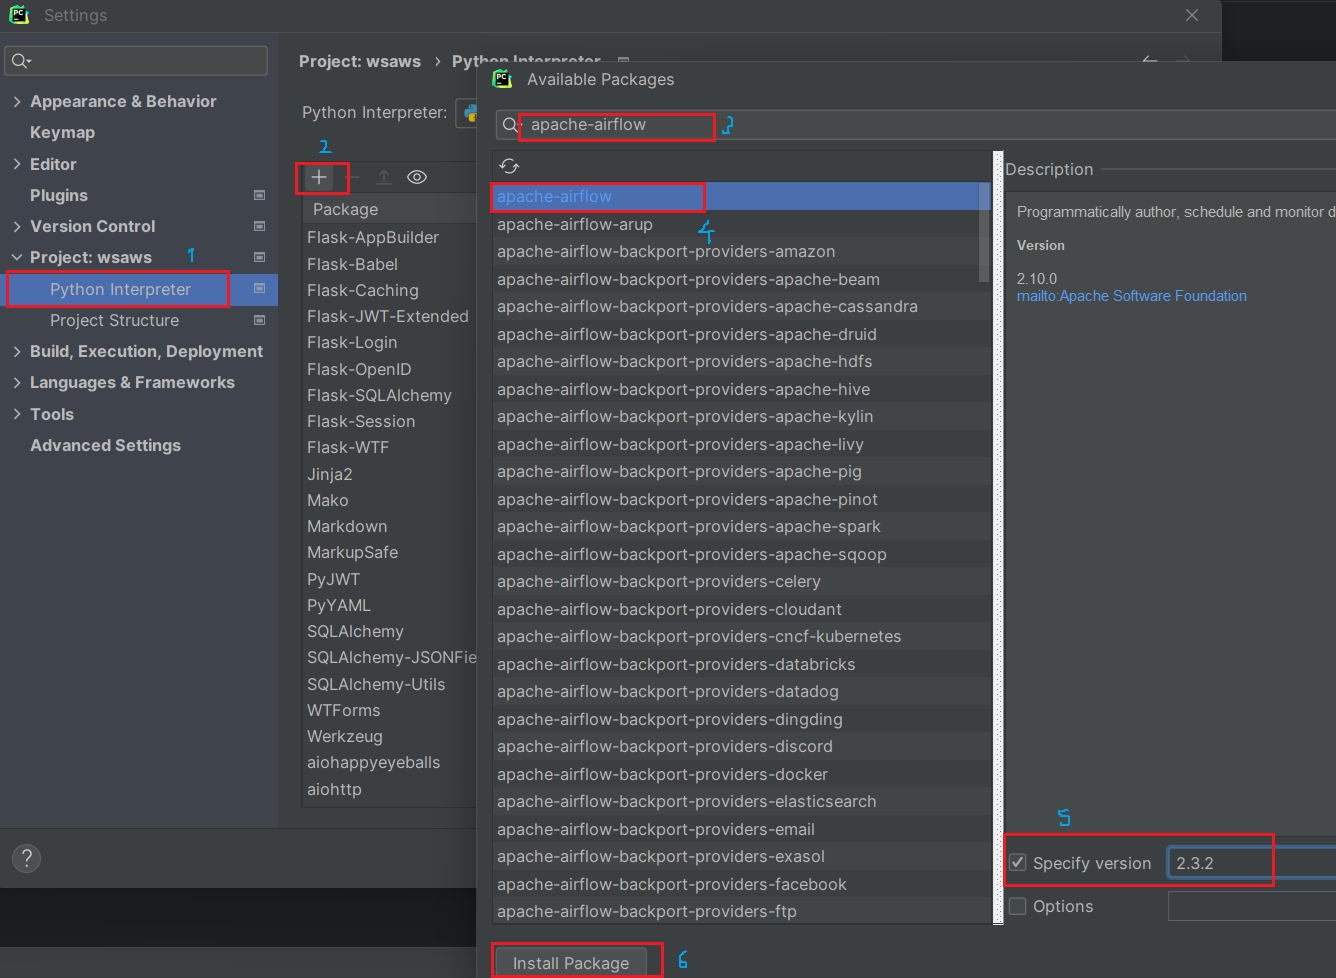 Settings
Appearance & Behavior
Keymap
Editor
Plugins
Version Control
Project: wsaws
1
Python Interpreter
Project Structure
Build, Execution, Deployment
Languages & Frameworks
Tools
Advanced Settings
?
Project: wsaws › Python Interpreter
Python Interpreter:
2
Package
Flask-AppBuilder
Flask-Babel
Flask-Caching
Flask-JWT-Extended
Flask-Login
Flask-OpenID
Flask-SQLAlchemy
Flask-Session
Flask-WTF
Jinja2
Mako
Markdown
MarkupSafe
PyJWT
PyYAML
SQLAlchemy
SQLAlchemy-JSONFie
SQLAlchemy-Utils
WTForms
Werkzeug
aiohappyeyeballs
aiohttp
PC
Available Packages
apache-airflow
apache-airflow
4
apache-airflow-arup
apache-airflow-backport-providers-amazon
apache-airflow-backport-providers-apache-beam
apache-airflow-backport-providers-apache-cassandra
apache-airflow-backport-providers-apache-druid
apache-airflow-backport-providers-apache-hdfs
apache-airflow-backport-providers-apache-hive
apache-airflow-backport-providers-apache-kylin
apache-airflow-backport-providers-apache-livy
apache-airflow-backport-providers-apache-pig
apache-airflow-backport-providers-apache-pinot
apache-airflow-backport-providers-apache-spark
apache-airflow-backport-providers-apache-sqoop
apache-airflow-backport-providers-celery
apache-airflow-backport-providers-cloudant
apache-airflow-backport-providers-cncf-kubernetes
apache-airflow-backport-providers-databricks
apache-airflow-backport-providers-datadog
apache-airflow-backport-providers-dingding
apache-airflow-backport-providers-discord
apache-airflow-backport-providers-docker
apache-airflow-backport-providers-elasticsearch
apache-airflow-backport-providers-email
apache-airflow-backport-providers-exasol
apache-airflow-backport-providers-facebook
apache-airflow-backport-providers-ftp
Description
Programmatically author, schedule and monitor d
Version
2.10.0
mailto:Apache Software Foundation
5
Specify version 2.3.2
Options
Install Package
6